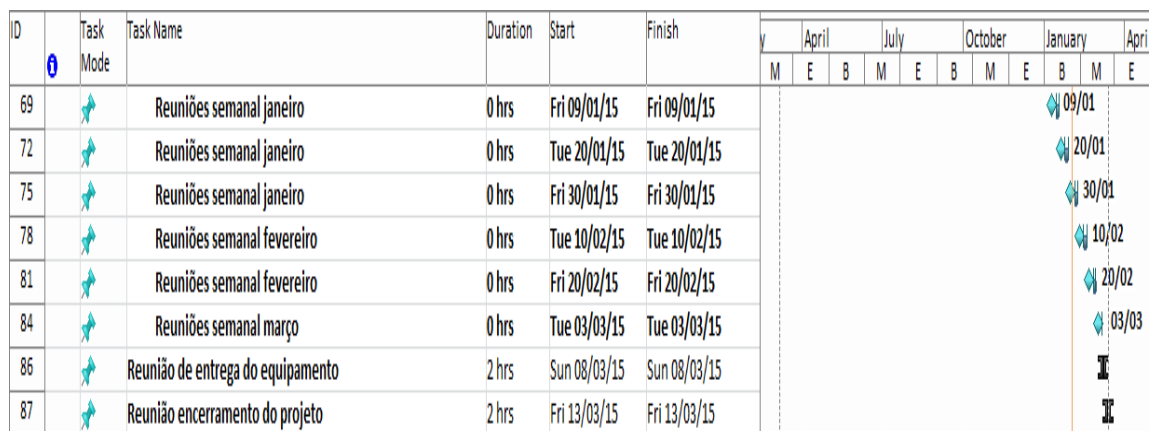 ID Task Mode Task Name Duration Start Finish y April July October January Apri
M E B M E B M E B M E
69 Reuniões semanal janeiro 0 hrs Fri 09/01/15 Fri 09/01/15 09/01
72 Reuniões semanal janeiro 0 hrs Tue 20/01/15 Tue 20/01/15 20/01
75 Reuniões semanal janeiro 0 hrs Fri 30/01/15 Fri 30/01/15 30/01
78 Reuniões semanal fevereiro 0 hrs Tue 10/02/15 Tue 10/02/15 10/02
81 Reuniões semanal fevereiro 0 hrs Fri 20/02/15 Fri 20/02/15 20/02
84 Reuniões semanal março 0 hrs Tue 03/03/15 Tue 03/03/15 03/03
86 Reunião de entrega do equipamento 2 hrs Sun 08/03/15 Sun 08/03/15
87 Reunião encerramento do projeto 2 hrs Fri 13/03/15 Fri 13/03/15